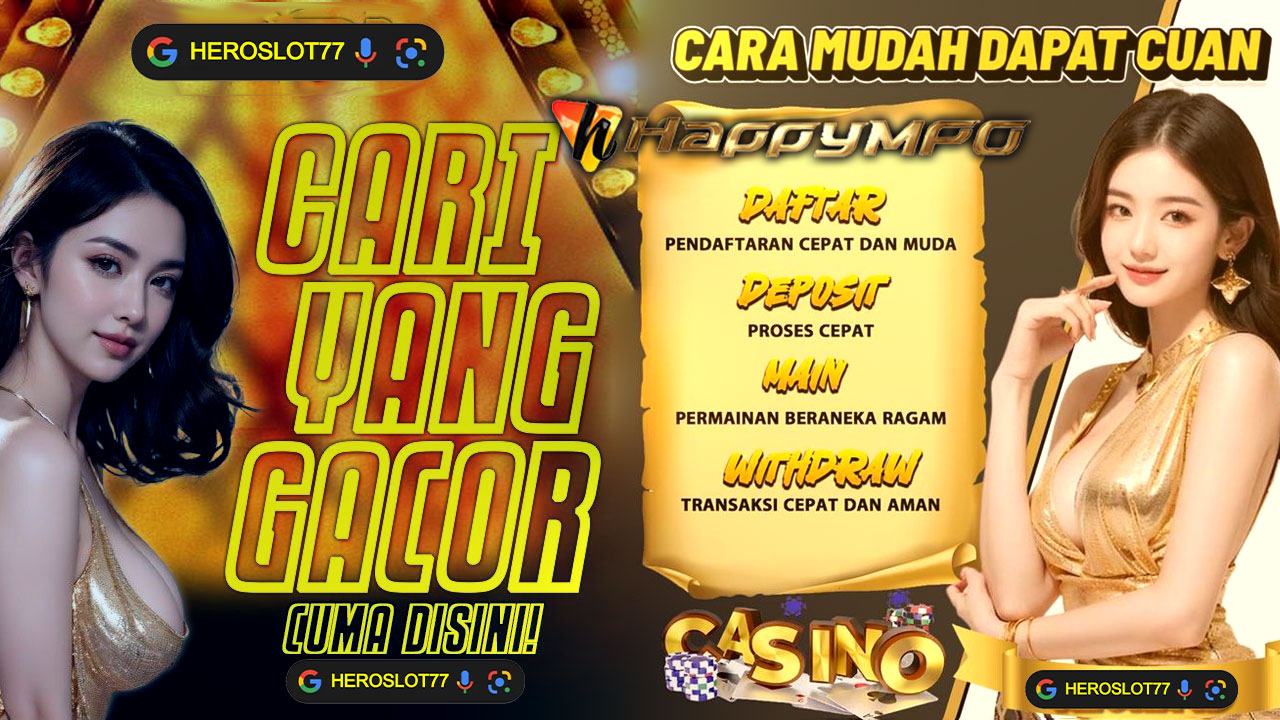 HEROSLOT77
CARI
YANG
GACOR
CUMA DISINI!
HEROSLOT77
CARA MUDAH DAPAT CUAN
HAPPYMPO
DAFTAR
PENDAFTARAN CEPAT DAN MUDA
DEPOSIT
PROSES CEPAT
MAIN
PERMAINAN BERANEKA RAGAM
WITHDRAW
TRANSAKSI CEPAT DAN AMAN
CASINO
HEROSLOT77